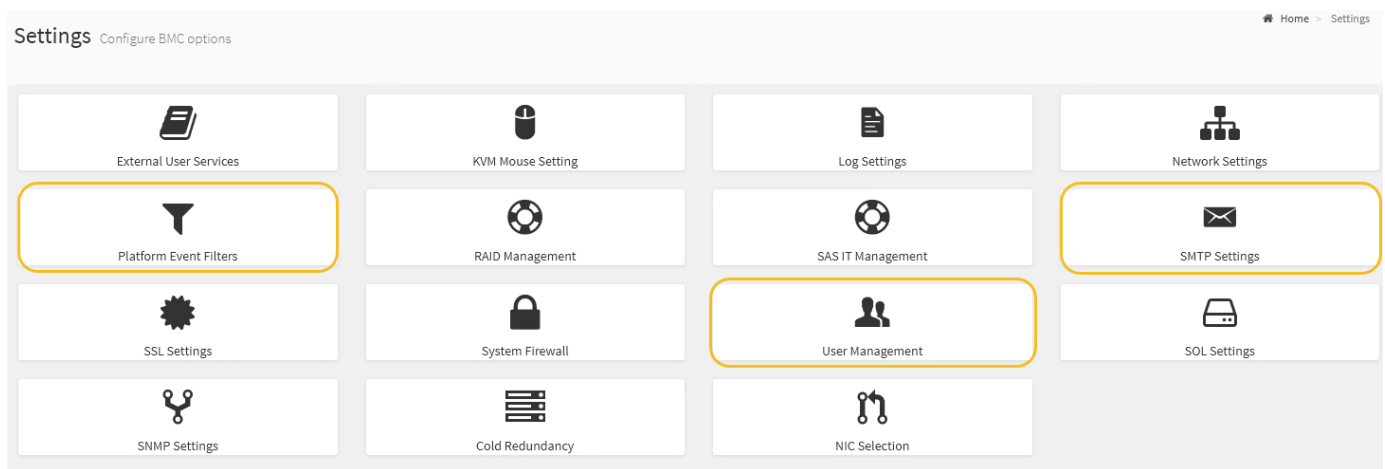 Settings Configure BMC options
Home > Settings
External User Services
KVM Mouse Setting
Log Settings
Network Settings
Platform Event Filters
RAID Management
SAS IT Management
SMTP Settings
SSL Settings
System Firewall
User Management
SOL Settings
SNMP Settings
Cold Redundancy
NIC Selection